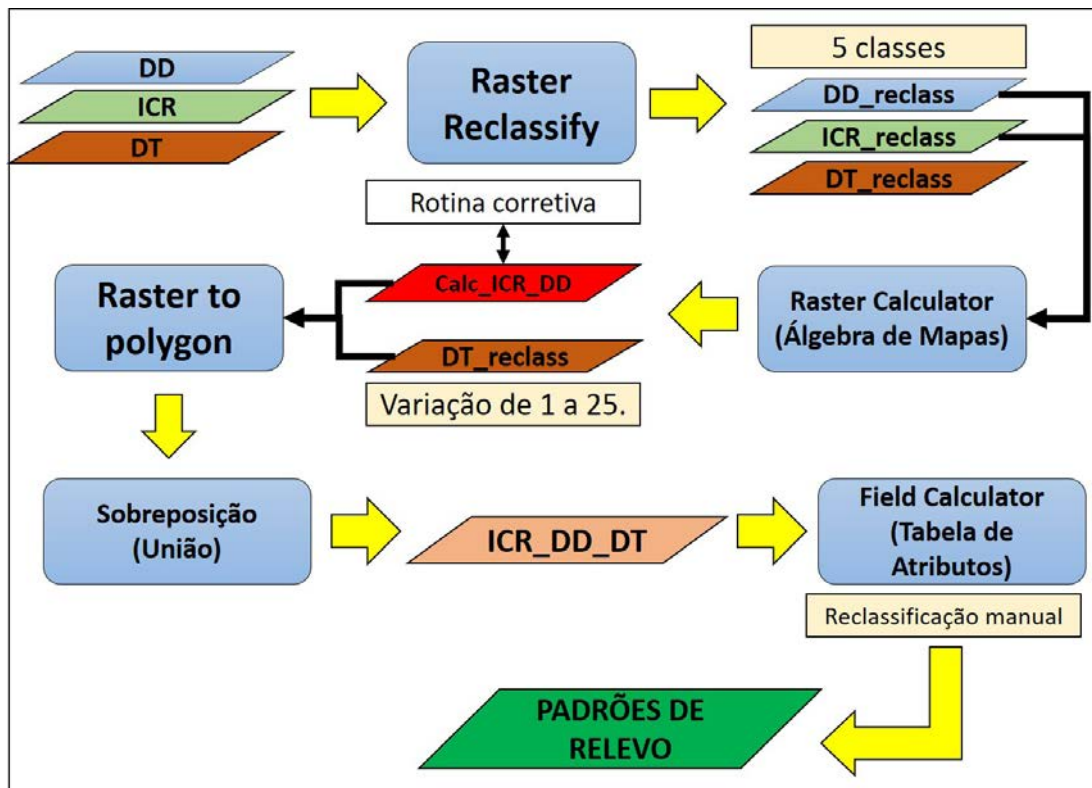 DD
ICR
DT
Raster
Reclassify
5 classes
DD_reclass
ICR_reclass
DT_reclass
Rotina corretiva
Calc_ICR_DD
DT_reclass
Variação de 1 a 25.
Raster to
polygon
Raster Calculator
(Álgebra de Mapas)
Sobreposição
(União)
ICR_DD_DT
Field Calculator
(Tabela de
Atributos)
Reclassificação manual
PADRÕES DE
RELEVO